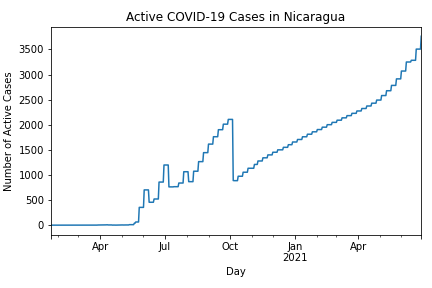 Active COVID-19 Cases in Nicaragua
Number of Active Cases
3500
3000
2500
2000
1500
1000
500
0
Apr
Jul
Oct
Jan
2021
Apr
Day